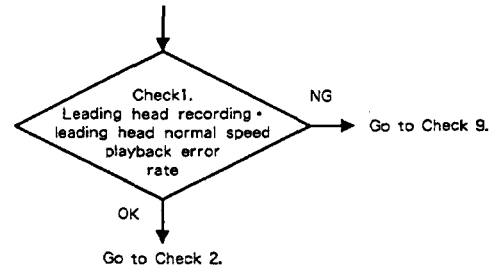 Check1.
Leading head recording・
leading head normal speed
playback error
rate
NG
Go to Check 9.
OK
Go to Check 2.